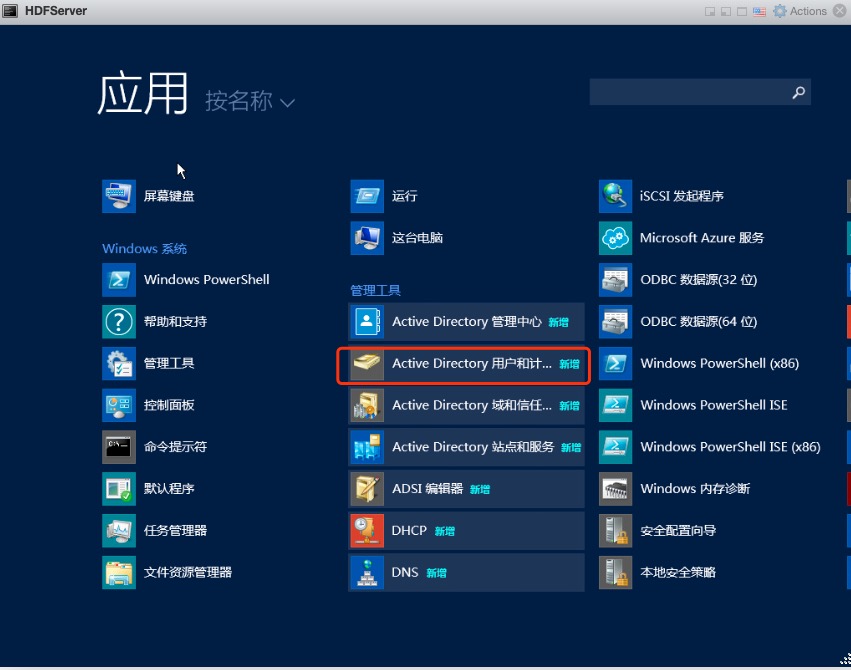 HDFServer
Actions
应用 按名称
屏幕键盘
Windows 系统
Windows PowerShell
帮助和支持
管理工具
控制面板
命令提示符
默认程序
任务管理器
文件资源管理器
运行
这台电脑
管理工具
Active Directory 管理中心 新增
Active Directory 用户和计... 新增
Active Directory 域和信任... 新增
Active Directory 站点和服务 新增
ADSI 编辑器 新增
DHCP 新增
DNS 新增
iSCSI 发起程序
Microsoft Azure 服务
ODBC 数据源(32 位)
ODBC 数据源(64 位)
Windows PowerShell (x86)
Windows PowerShell ISE
Windows PowerShell ISE (x86)
Windows 内存诊断
安全配置向导
本地安全策略